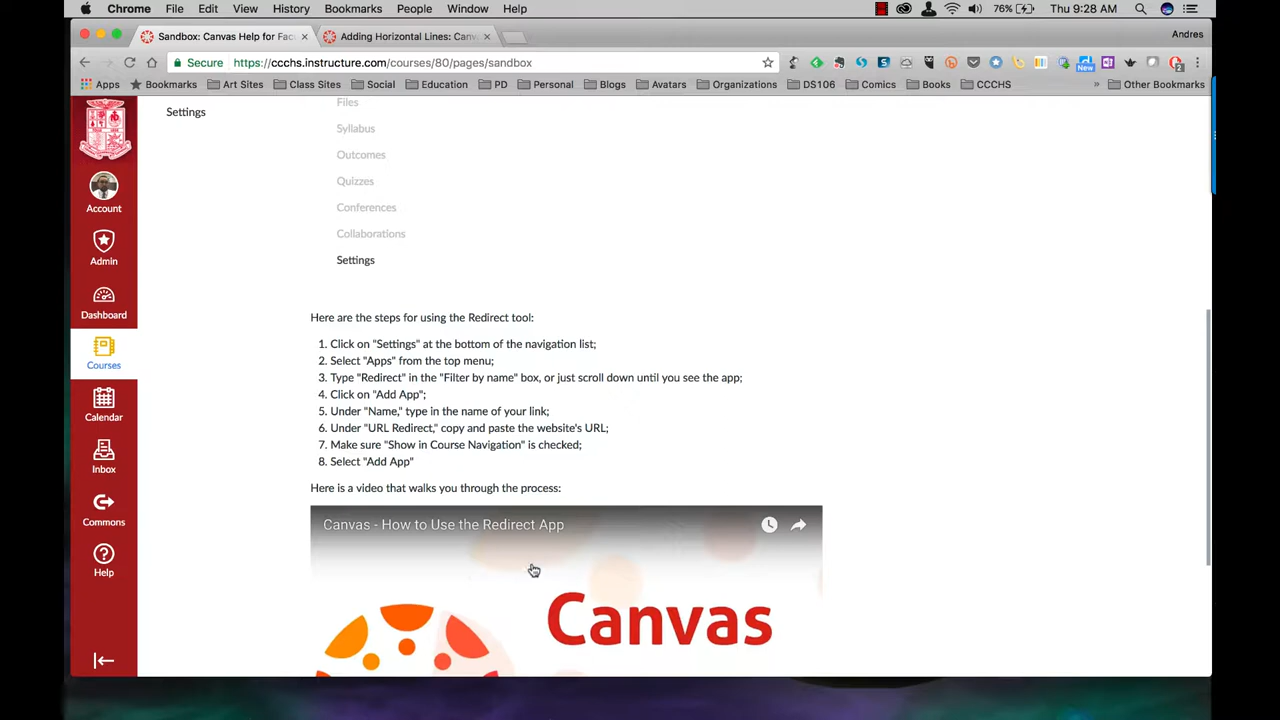 Chrome File Edit View History Bookmarks People Window Help 76% Thu 9:28 AM
Sandbox: Canvas Help for Fac Adding Horizontal Lines: Canv Andres
Secure https://ccchs.instructure.com/courses/80/pages/sandbox
Apps Bookmarks Art Sites Class Sites Social Education PD Personal Blogs Avatars Organizations DS106 Comics Books CCCHS » Other Bookmarks
New
2
Settings
Files
Syllabus
Outcomes
Quizzes
Conferences
Collaborations
Settings
Account
Admin
Dashboard
Courses
Calendar
Inbox
Commons
Help
Here are the steps for using the Redirect tool:
1. Click on "Settings" at the bottom of the navigation list;
2. Select "Apps" from the top menu;
3. Type "Redirect" in the "Filter by name" box, or just scroll down until you see the app;
4. Click on "Add App";
5. Under "Name," type in the name of your link;
6. Under "URL Redirect," copy and paste the website's URL;
7. Make sure "Show in Course Navigation" is checked;
8. Select "Add App"
Here is a video that walks you through the process:
Canvas - How to Use the Redirect App
Canvas